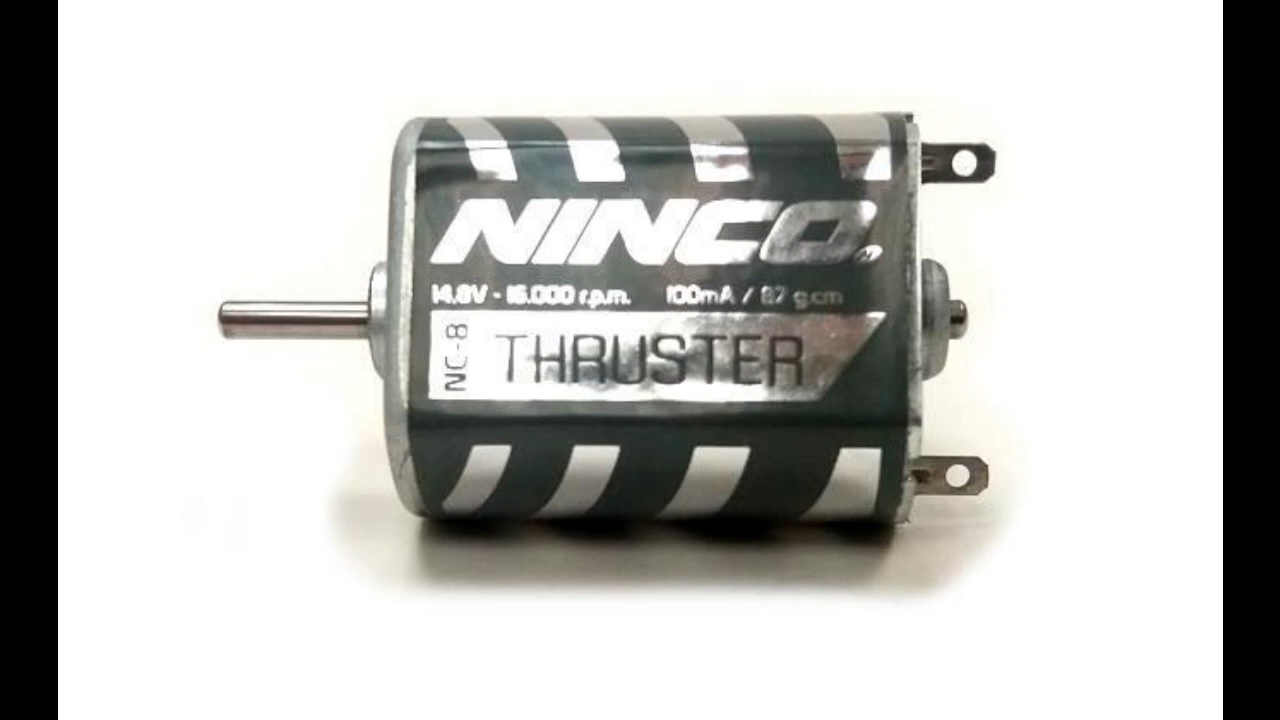 NINCO
14,8V - 16.000 r.p.m. 100mA / 87 g.cm
NC-8
THRUSTER